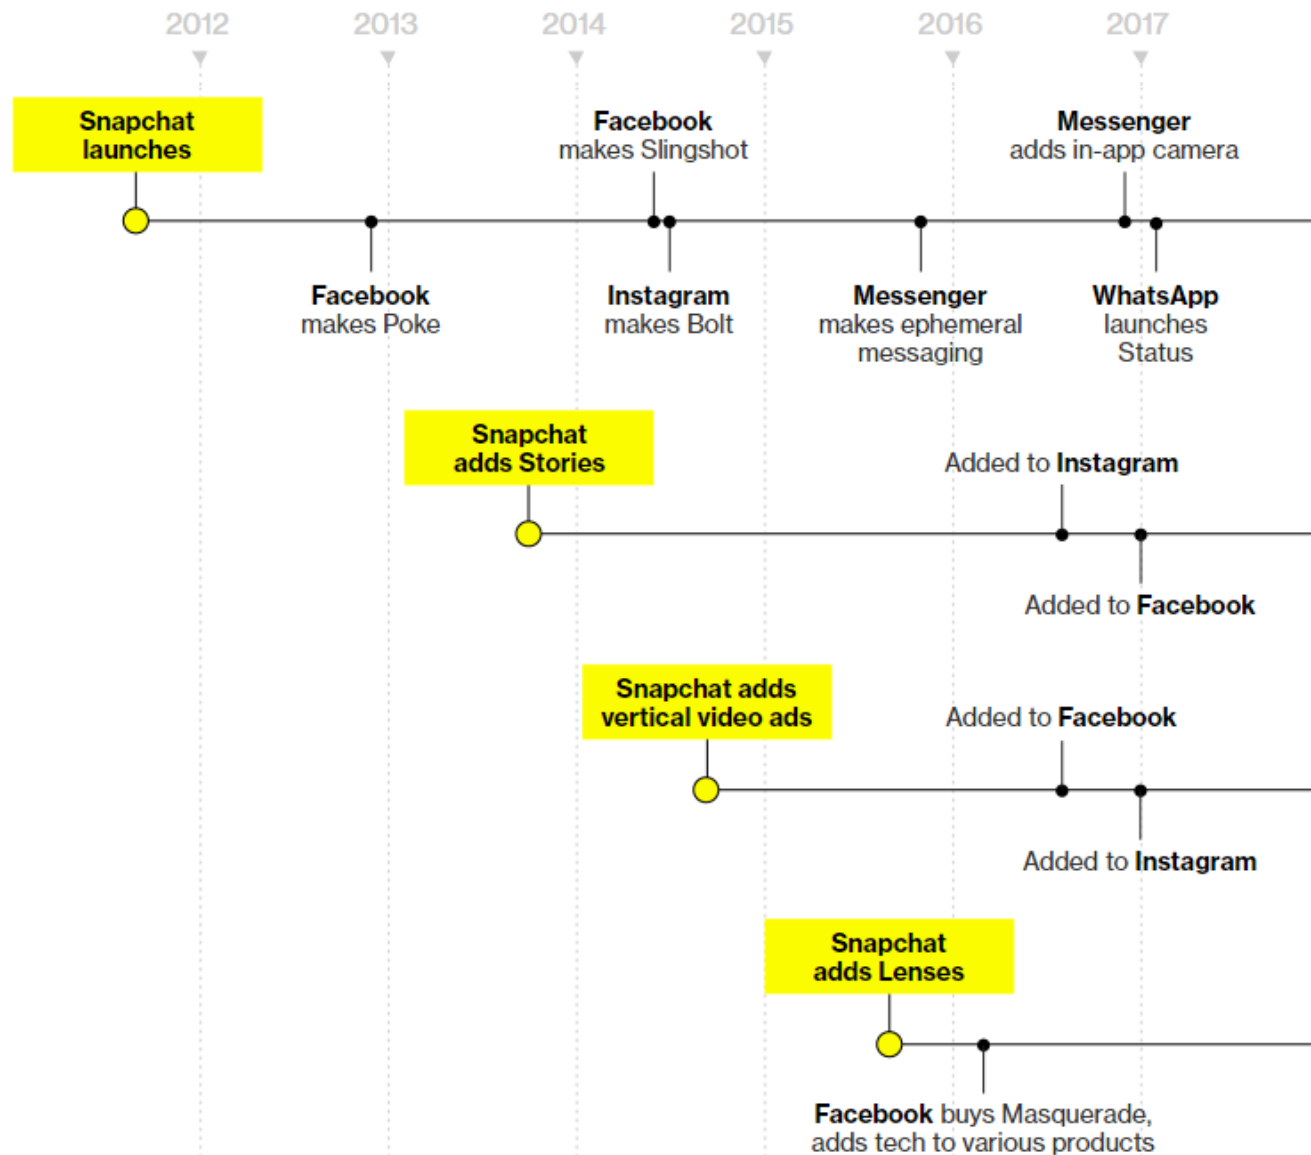 2012 2013 2014 2015 2016 2017
Snapchat
launches
Facebook
makes Slingshot
Messenger
adds in-app camera
Facebook
makes Poke
Instagram
makes Bolt
Messenger
makes ephemeral
messaging
WhatsApp
launches
Status
Snapchat
adds Stories
Added to Instagram
Added to Facebook
Snapchat adds
vertical video ads
Added to Facebook
Added to Instagram
Snapchat
adds Lenses
Facebook buys Masquerade,
adds tech to various products